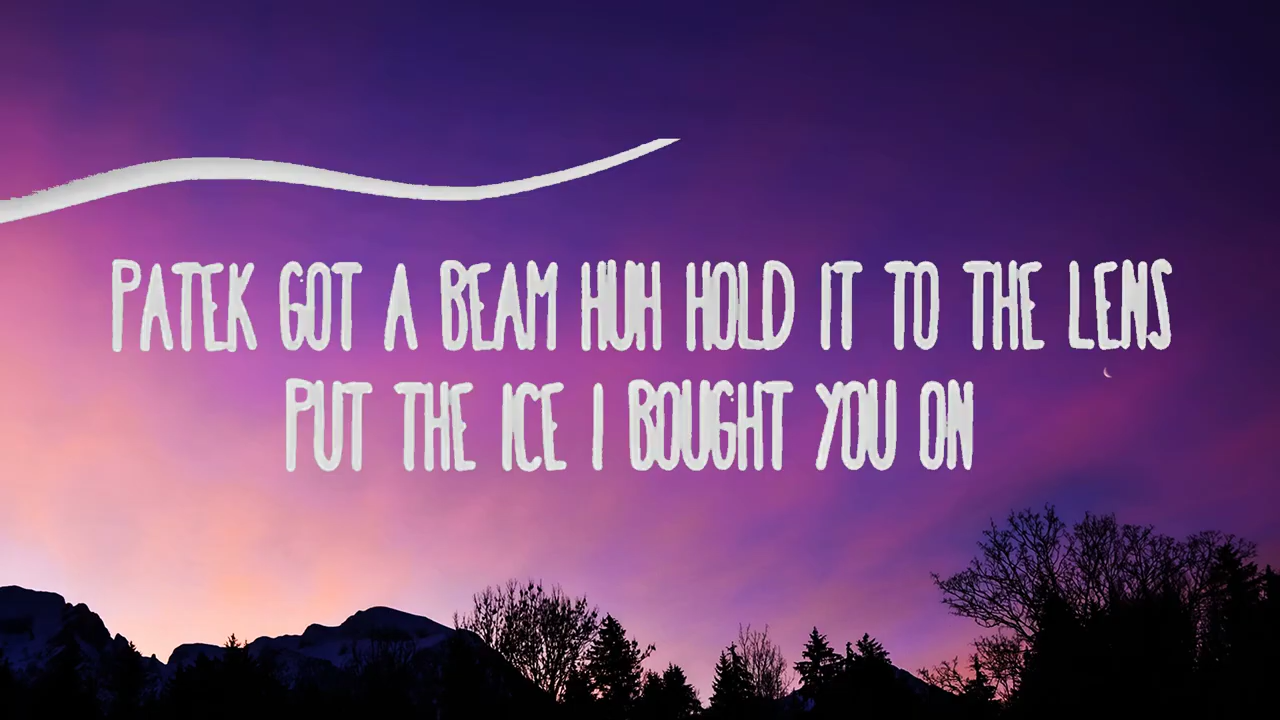 PATEK GOT A BEAM HUH HOLD IT TO THE LENS
PUT THE ICE I BOUGHT YOU ON